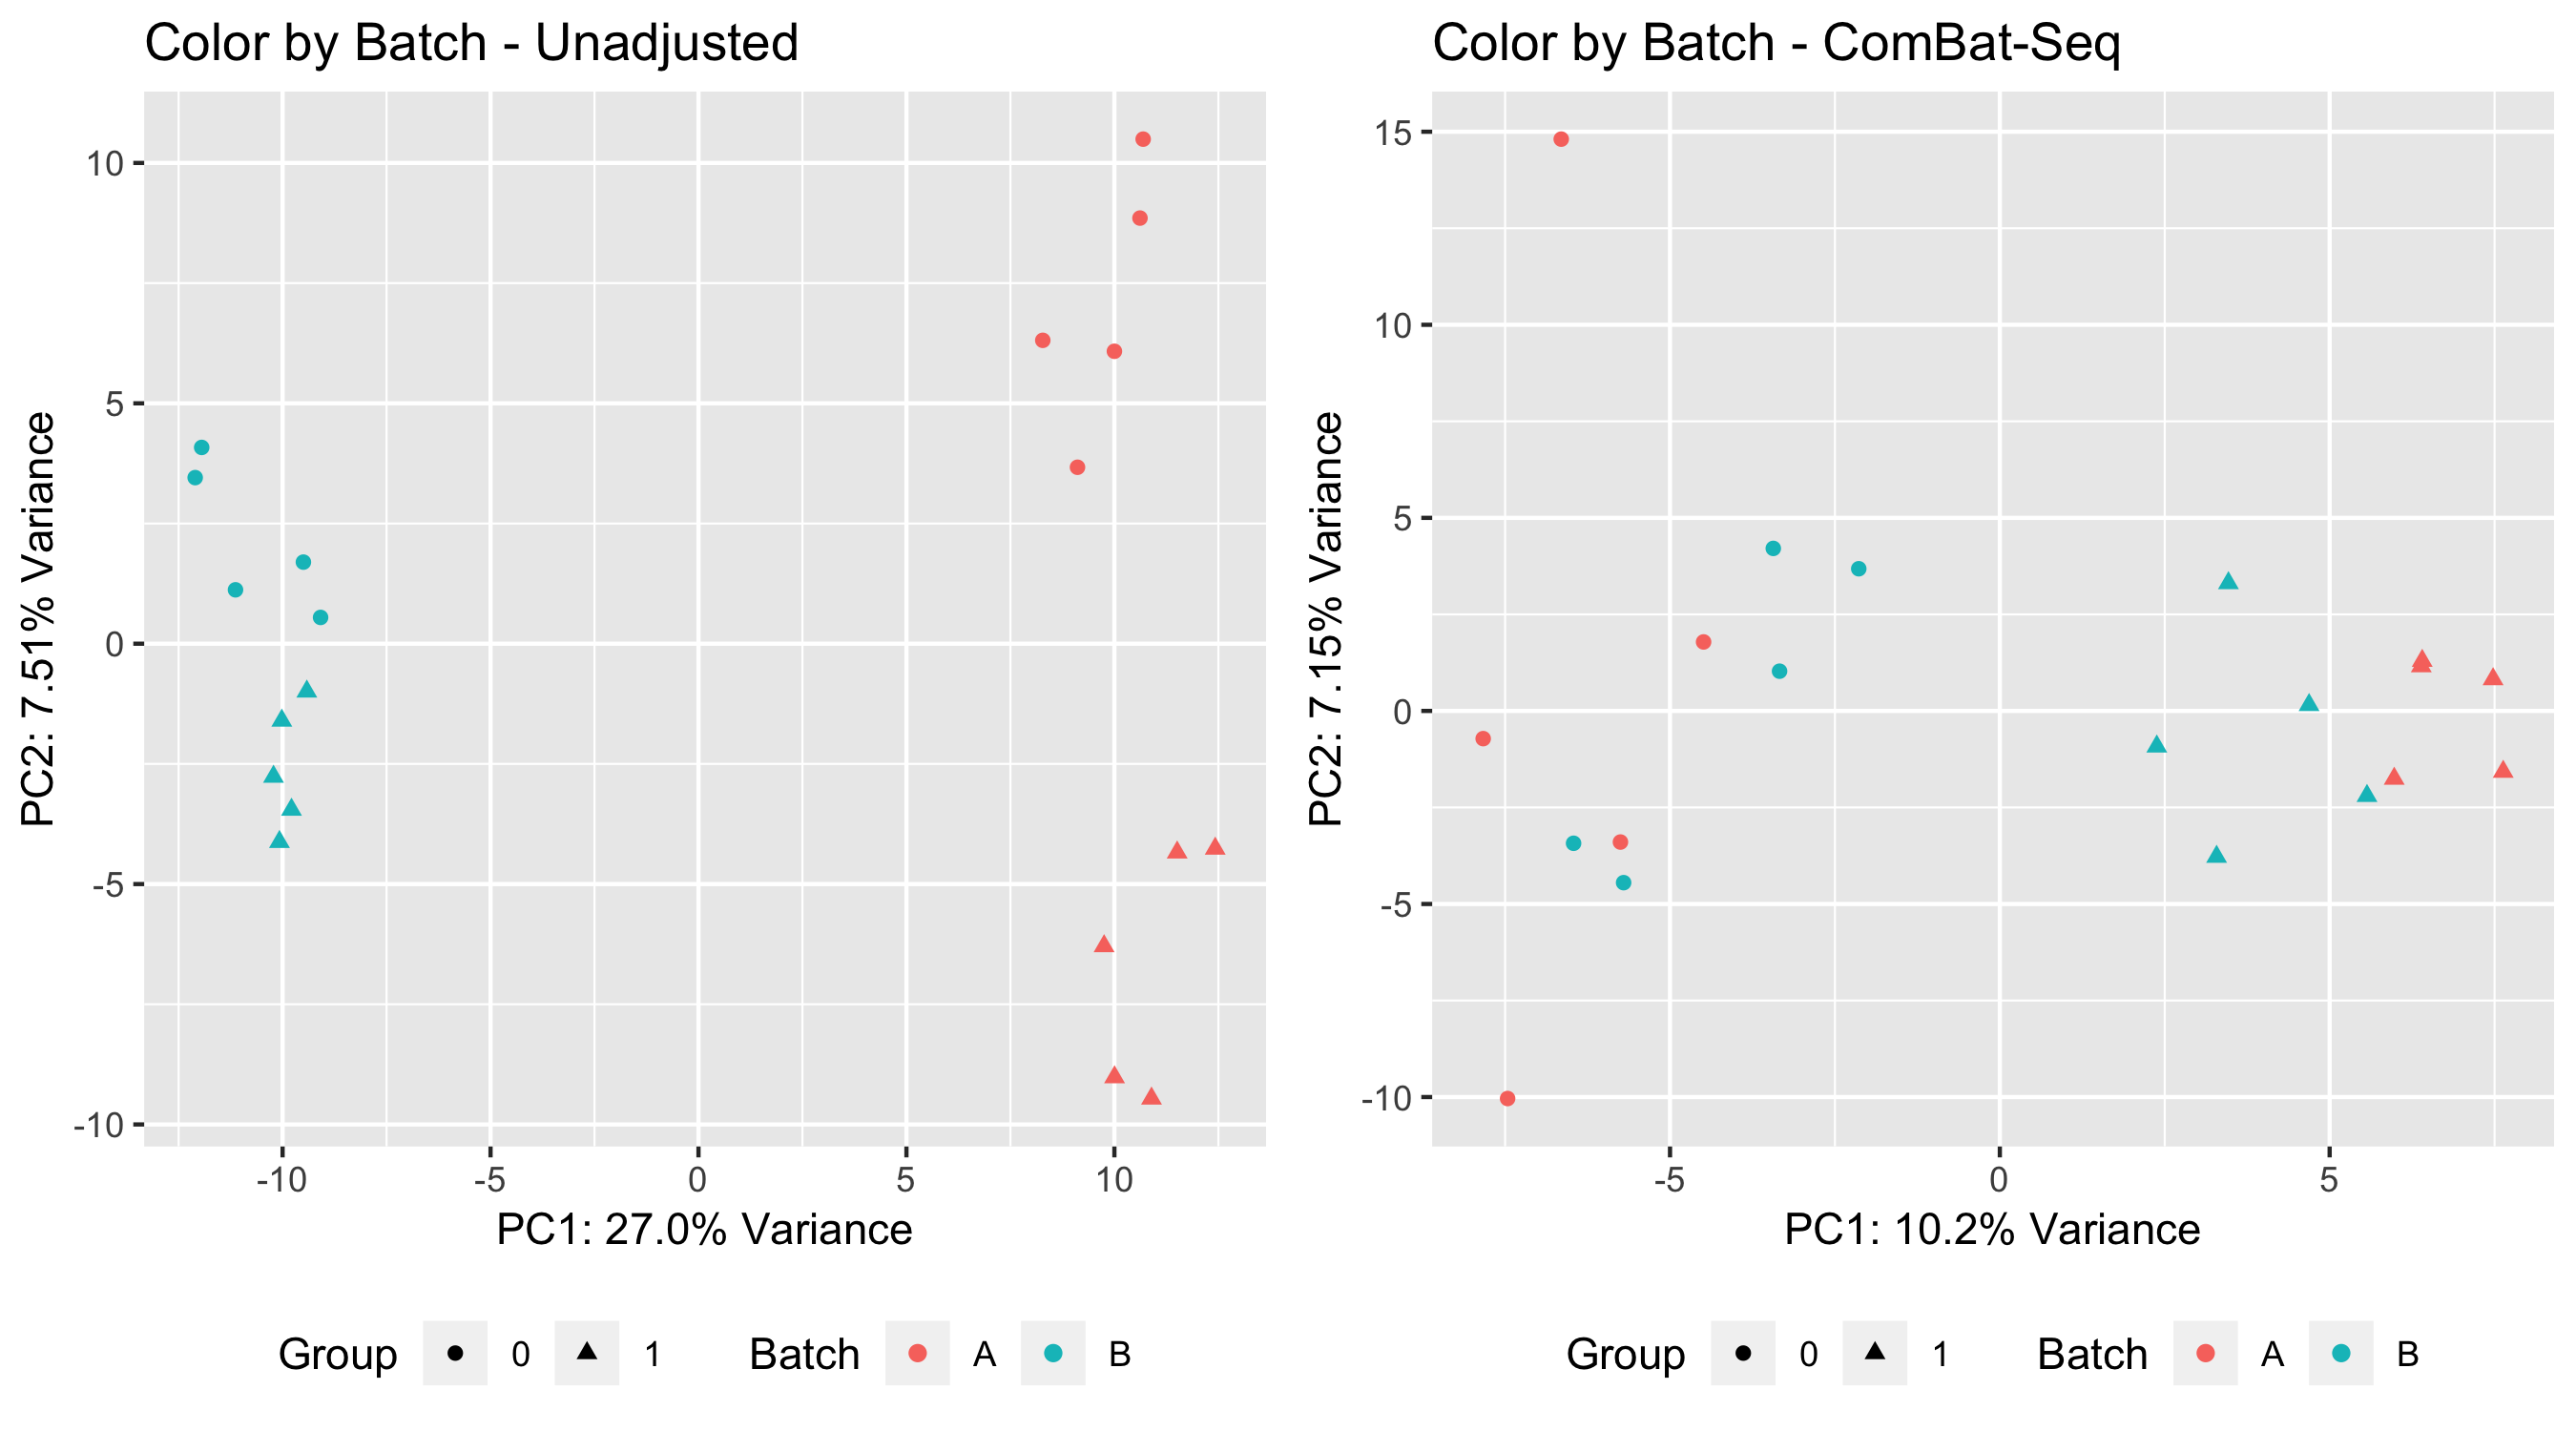 Color by Batch - Unadjusted
10
5
0
-5
-10
PC2: 7.51% Variance
-10 -5 0 5 10
PC1: 27.0% Variance
Group 0 1 Batch A B
Color by Batch - ComBat-Seq
15
10
5
0
-5
-10
PC2: 7.15% Variance
-5 0 5
PC1: 10.2% Variance
Group 0 1 Batch A B